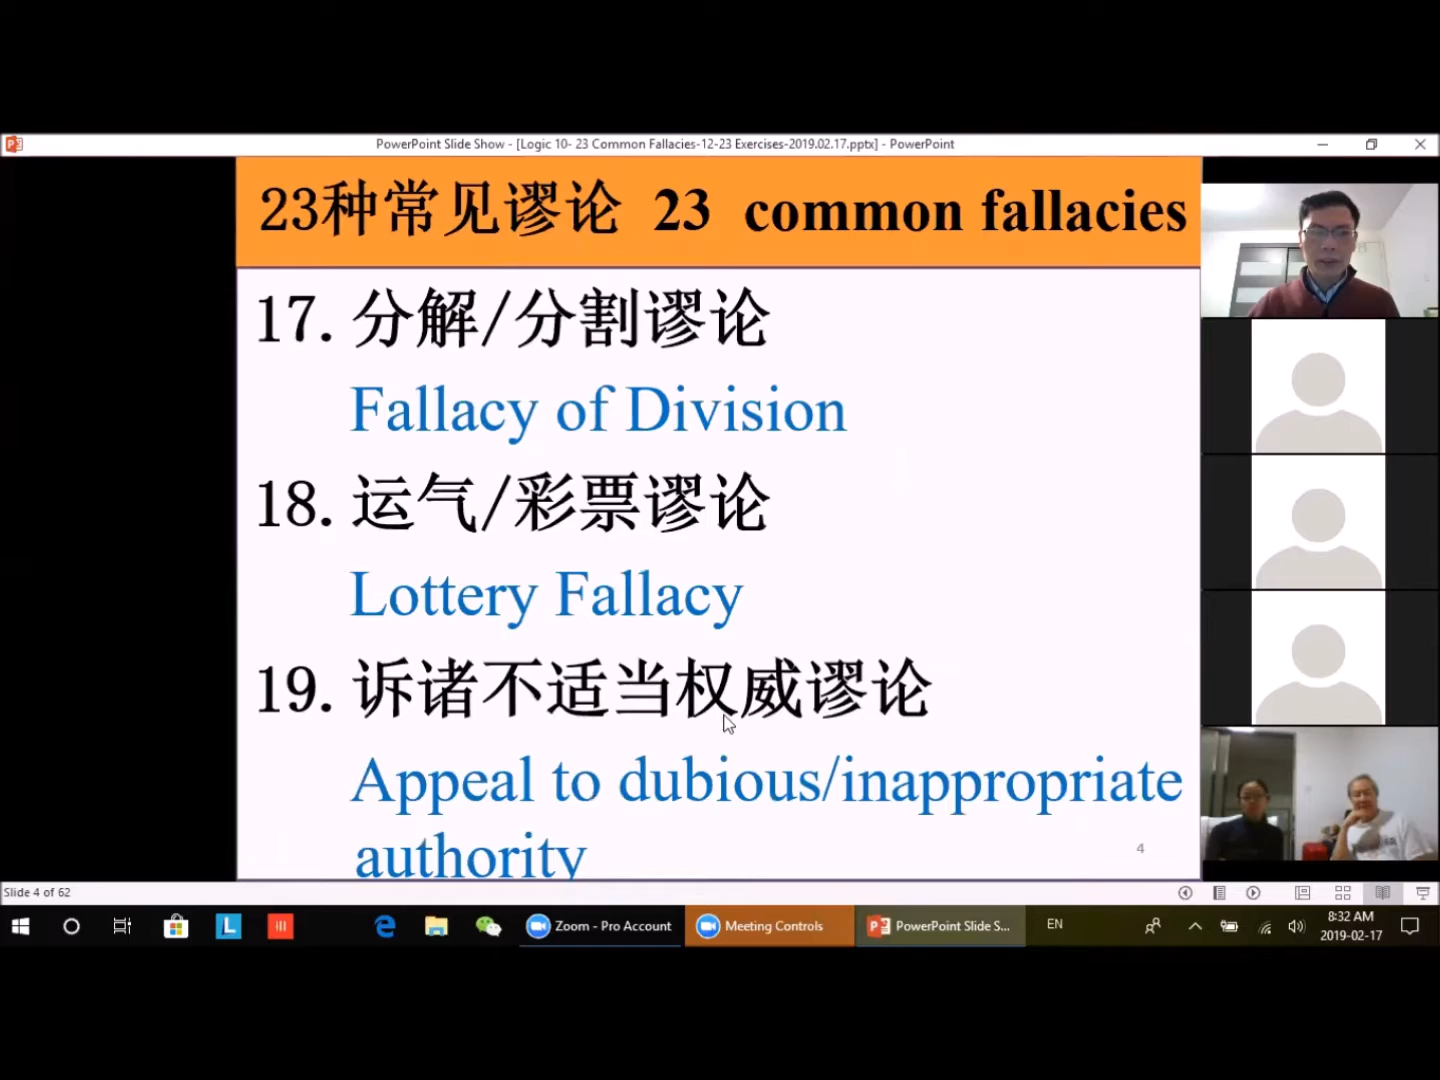 PowerPoint Slide Show - [Logic 10- 23 Common Fallacies-12-23 Exercises-2019.02.17.pptx] - PowerPoint
23种常见谬论 23 common fallacies
17. 分解/分割谬论
Fallacy of Division
18. 运气/彩票谬论
Lottery Fallacy
19. 诉诸不适当权威谬论
Appeal to dubious/inappropriate
authority
4
Slide 4 of 62
Zoom - Pro Account
Meeting Controls
PowerPoint Slide S...
EN
8:32 AM
2019-02-17